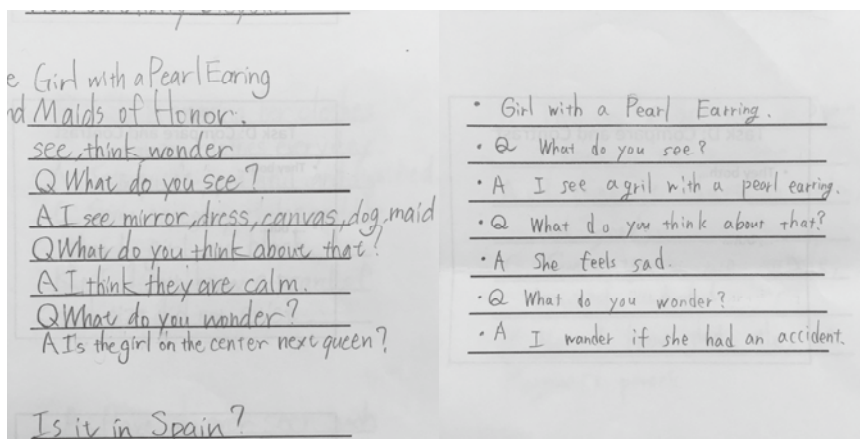 e Girl with a Pearl Earing
nd Maids of Honor.
see, think wonder
Q What do you see?
A I see mirror, dress, canvas, dog, maid
Q What do you think about that?
A I think they are calm.
Q What do you wonder?
A I's the girl on the center next queen?
Is it in Spain?
• Girl with a Pearl Earring.
• Q What do you see?
• A I see a gril with a pearl earring.
• Q What do you think about that?
• A She feels sad.
• Q What do you wonder?
• A I wander if she had an accident.